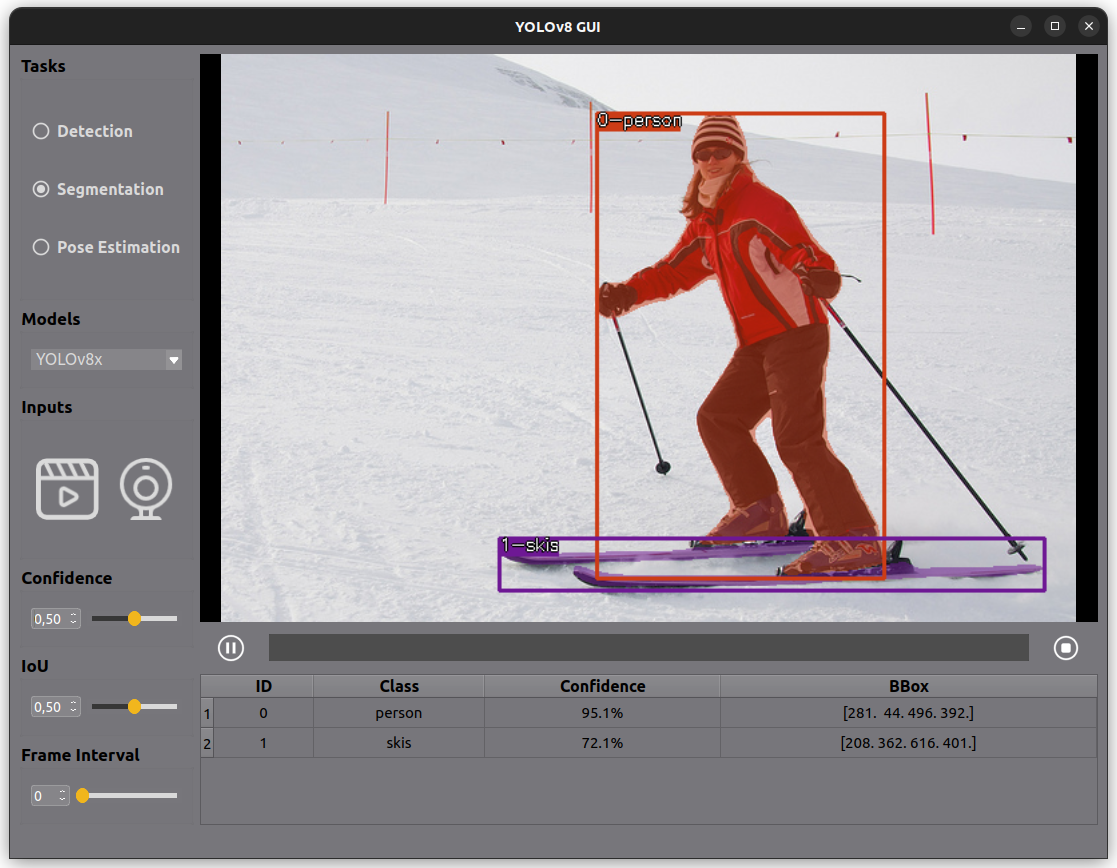 YOLOv8 GUI
Tasks
Detection
Segmentation
Pose Estimation
Models
YOLOv8x
Inputs
Confidence
0,50
IoU
0,50
Frame Interval
0
0-person
1-skis
ID Class Confidence BBox
1 0 person 95.1% [281. 44. 496. 392.]
2 1 skis 72.1% [208. 362. 616. 401.]